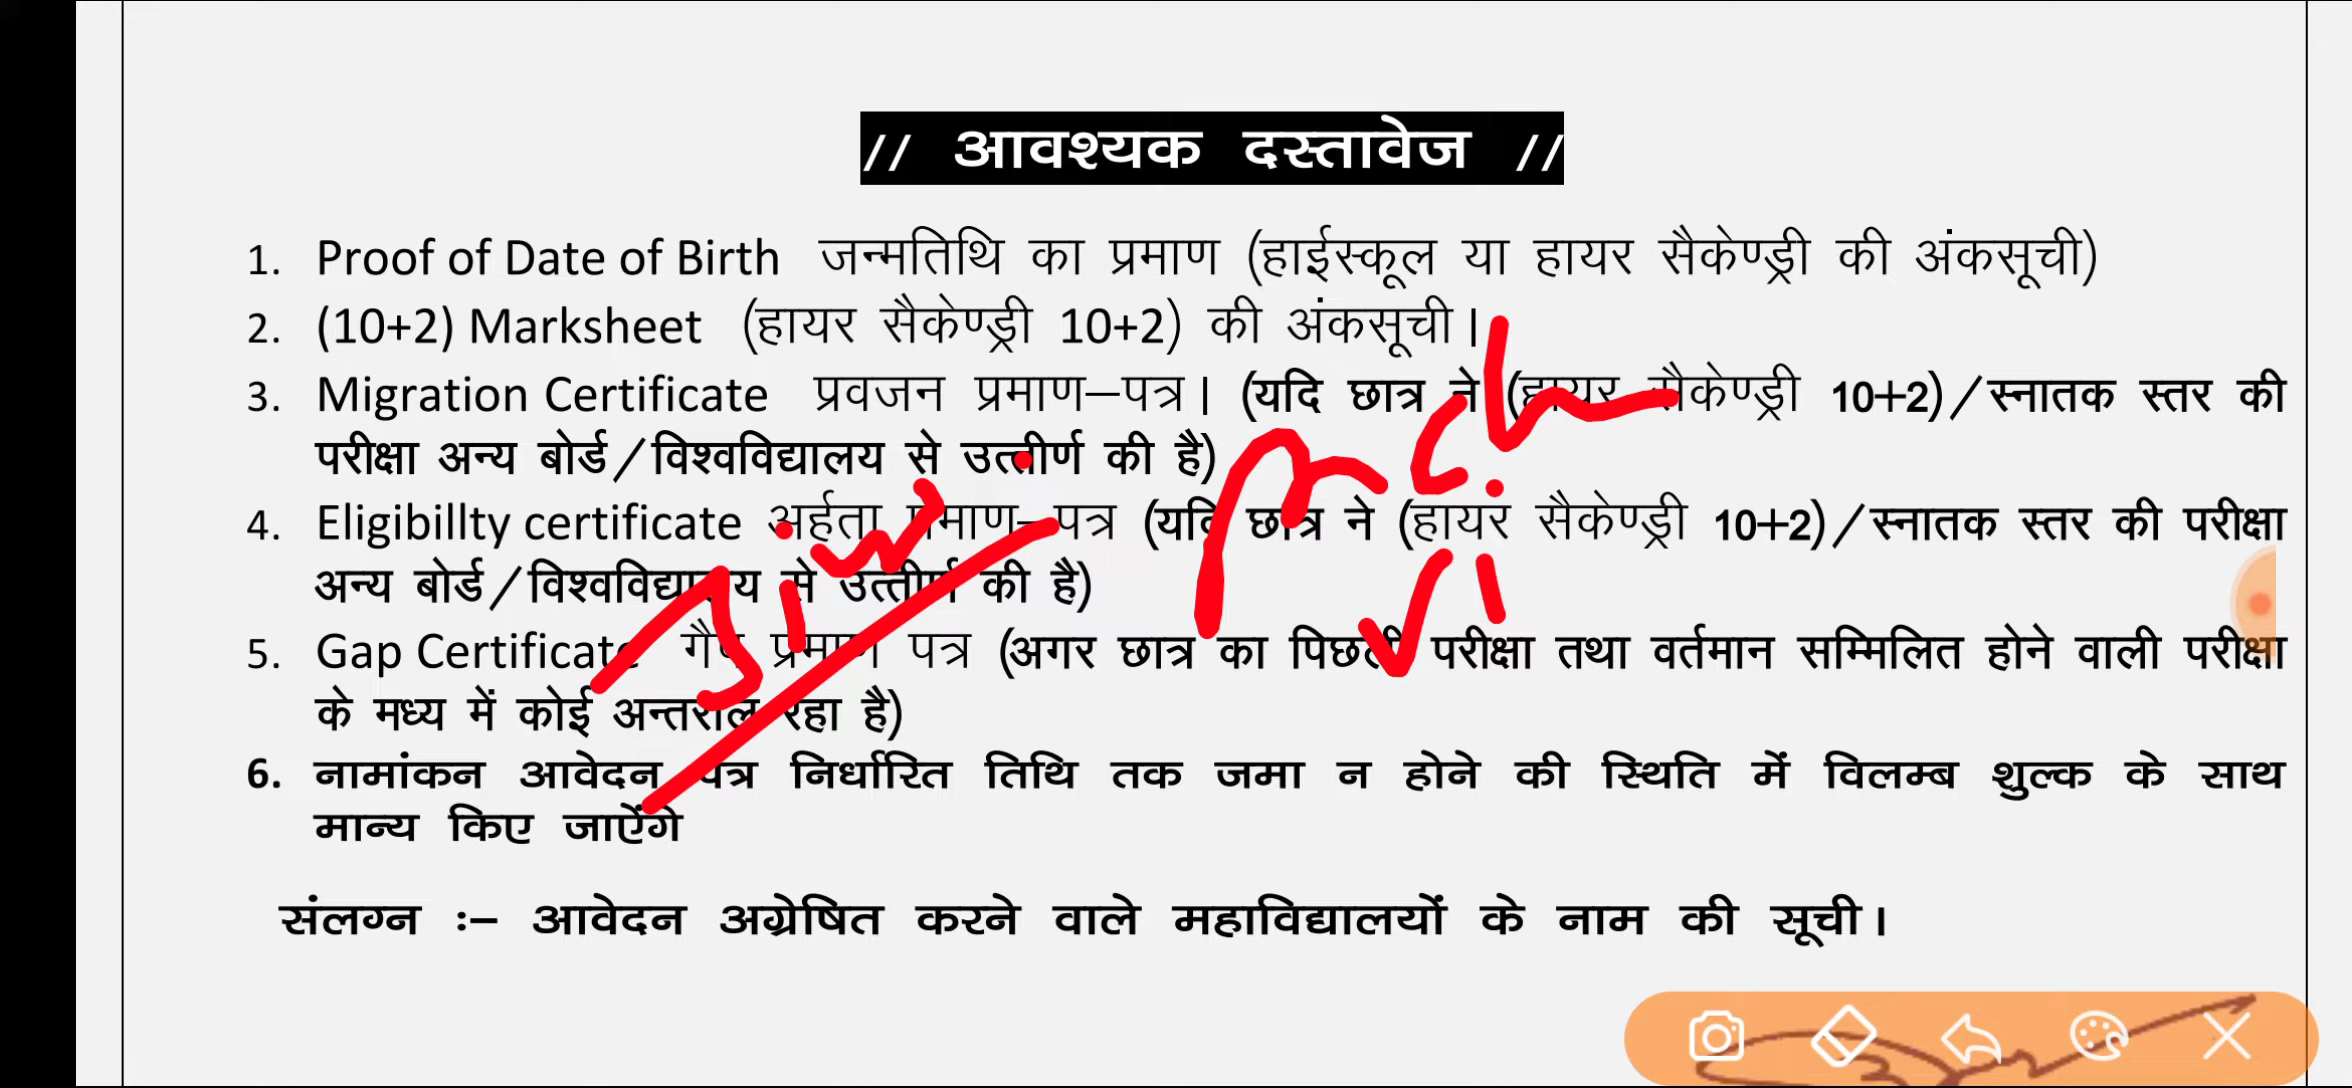 // आवश्यक दस्तावेज //
1. Proof of Date of Birth जन्मतिथि का प्रमाण (हाईस्कूल या हायर सैकेण्ड्री की अंकसूची)
2. (10+2) Marksheet (हायर सैकेण्ड्री 10+2) की अंकसूची।
3. Migration Certificate प्रवजन प्रमाण–पत्र। (यदि छात्र ने (हायर सैकेण्ड्री 10+2)/स्नातक स्तर की
परीक्षा अन्य बोर्ड/विश्वविद्यालय से उत्तीर्ण की है)
4. Eligibillty certificate अर्हता प्रमाण–पत्र (यदि छात्र ने (हायर सैकेण्ड्री 10+2)/स्नातक स्तर की परीक्षा
अन्य बोर्ड/विश्वविद्यालय से उत्तीर्ण की है)
5. Gap Certificate गैप प्रमाण पत्र (अगर छात्र का पिछली परीक्षा तथा वर्तमान सम्मिलित होने वाली परीक्षा
के मध्य में कोई अन्तराल रहा है)
6. नामांकन आवेदन पत्र निर्धारित तिथि तक जमा न होने की स्थिति में विलम्ब शुल्क के साथ
मान्य किए जाऐंगे
संलग्न :– आवेदन अग्रेषित करने वाले महाविद्यालयों के नाम की सूची।